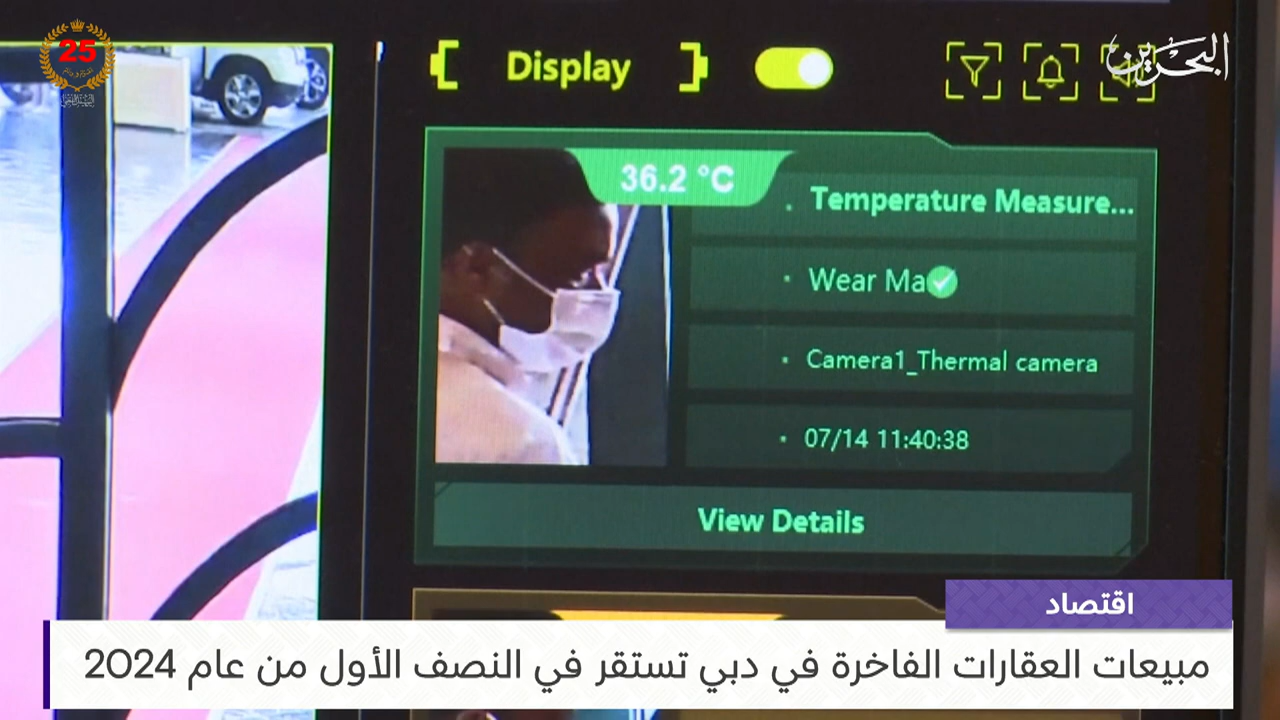 25
البحرين
Display
36.2 °C
Temperature Measure...
Wear Ma
Camera1_Thermal camera
07/14 11:40:38
View Details
اقتصاد
مبيعات العقارات الفاخرة في دبي تستقر في النصف الأول من عام 2024